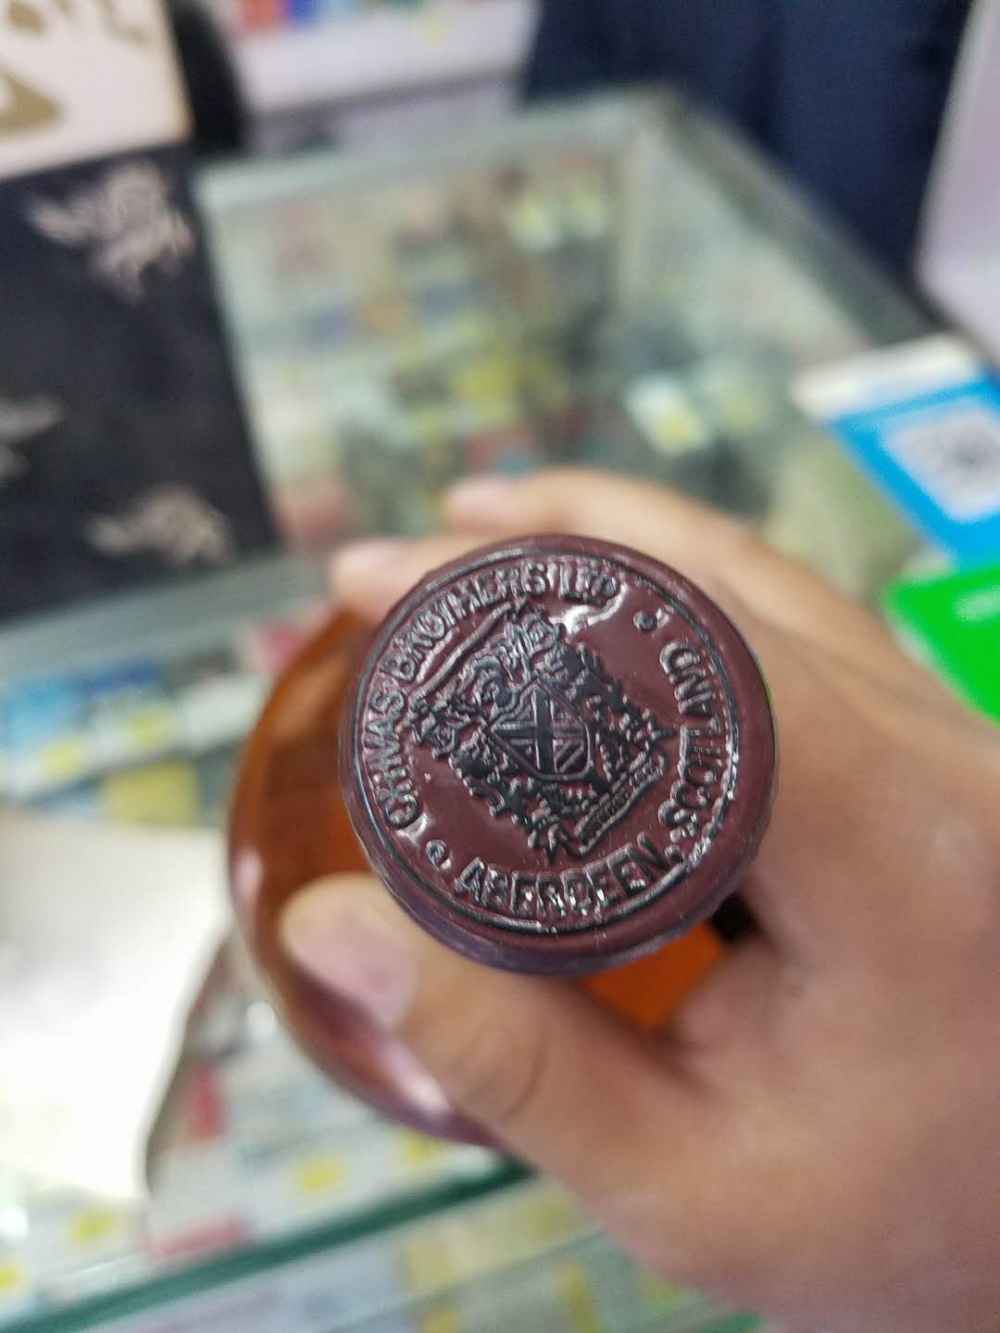 CHIVAS BROTHERS LTD
ABERDEEN,
SCOTLAND